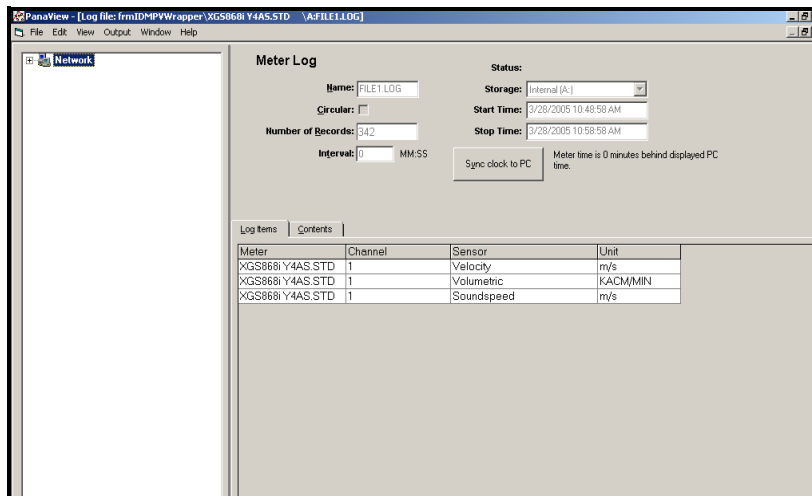 PanaView - [Log file: frmIDMPVWrapper\XGS868i Y4AS.STD \A:FILE1.LOG]
File Edit View Output Window Help
Network
Meter Log
Name: FILE1.LOG
Circular:
Number of Records: 342
Interval: 0 MM:SS
Status:
Storage: Internal (A:)
Start Time: 3/28/2005 10:48:58 AM
Stop Time: 3/28/2005 10:58:58 AM
Sync clock to PC
Meter time is 0 minutes behind displayed PC
time.
Log Items Contents
Meter Channel Sensor Unit
XGS868i Y4AS.STD 1 Velocity m/s
XGS868i Y4AS.STD 1 Volumetric KACM/MIN
XGS868i Y4AS.STD 1 Soundspeed m/s